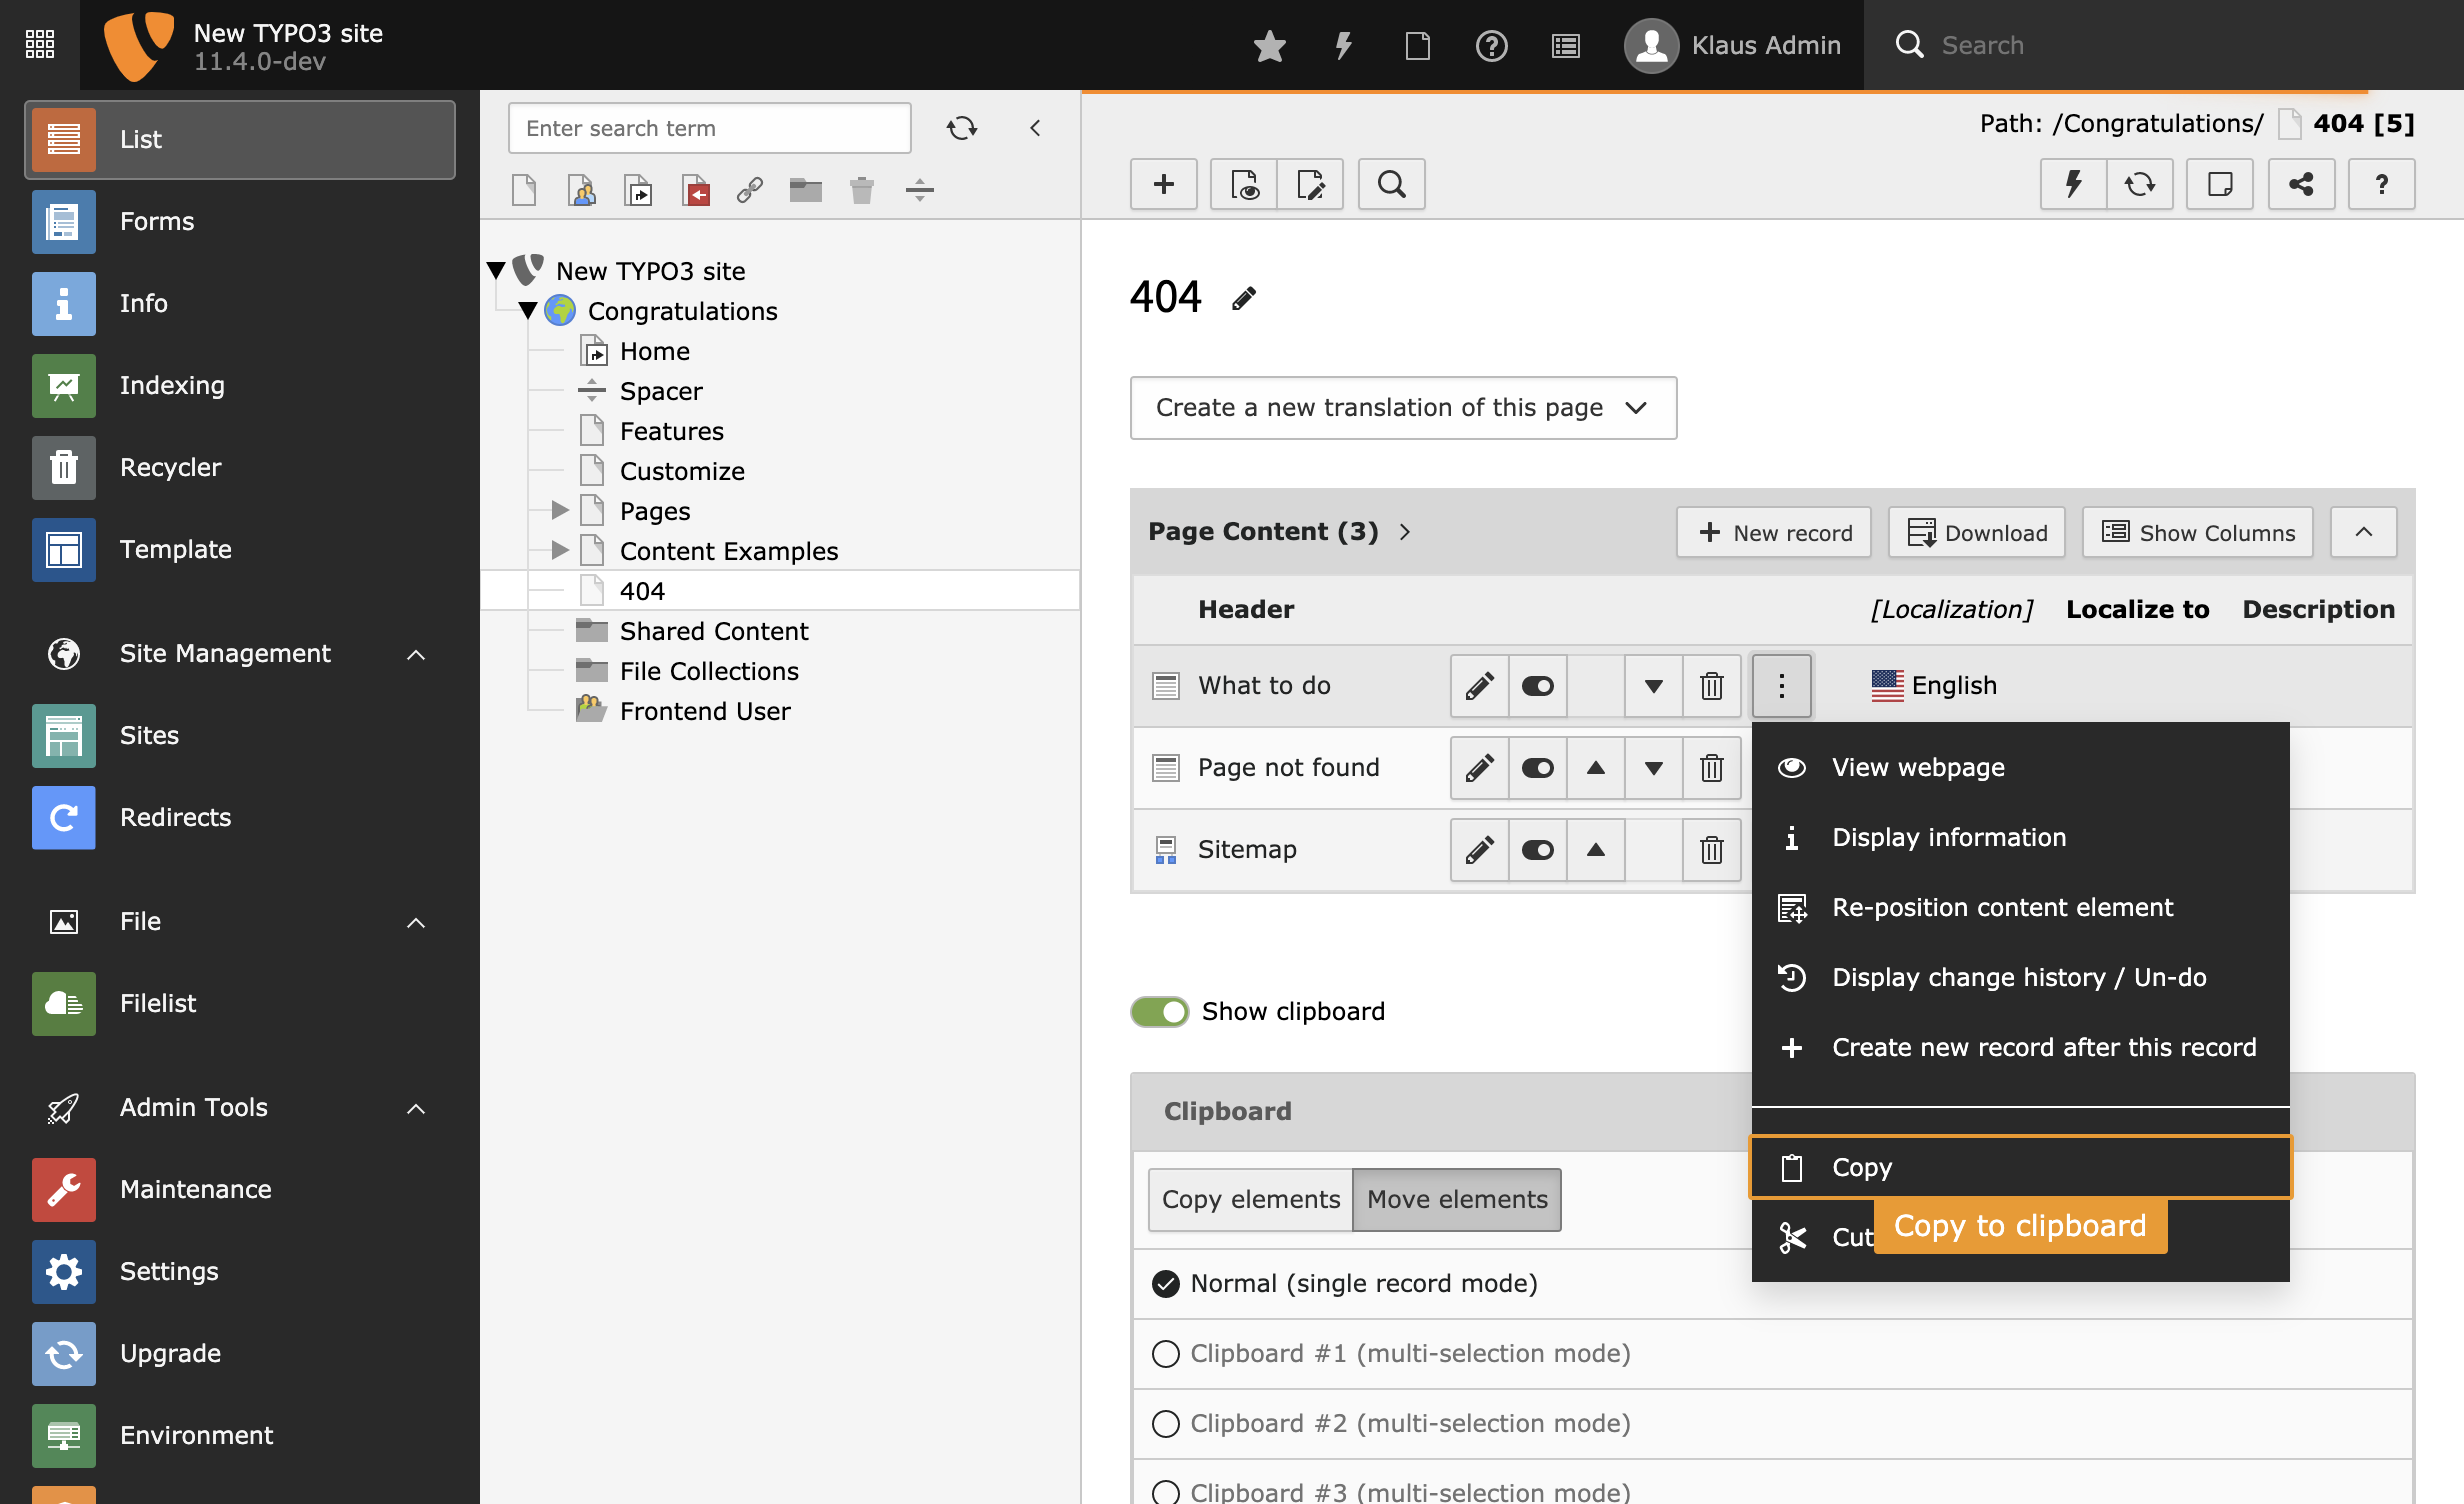 New TYPO3 site
11.4.0-dev
Klaus Admin
Search
List
Forms
Info
Indexing
Recycler
Template
Site Management
Sites
Redirects
File
Filelist
Admin Tools
Maintenance
Settings
Upgrade
Environment
Enter search term
New TYPO3 site
Congratulations
Home
Spacer
Features
Customize
Pages
Content Examples
404
Shared Content
File Collections
Frontend User
Path: /Congratulations/ 404 [5]
404
Create a new translation of this page
Page Content (3)
New record
Download
Show Columns
Header [Localization] Localize to Description
What to do English
Page not found
Sitemap
View webpage
Display information
Re-position content element
Display change history / Un-do
Create new record after this record
Copy
Cut
Copy to clipboard
Show clipboard
Clipboard
Copy elements Move elements
Normal (single record mode)
Clipboard #1 (multi-selection mode)
Clipboard #2 (multi-selection mode)
Clipboard #3 (multi-selection mode)